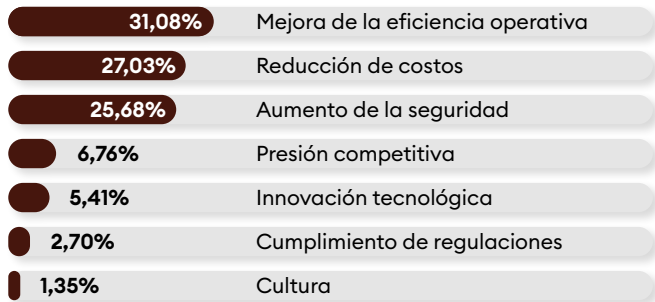 31,08% Mejora de la eficiencia operativa
27,03% Reducción de costos
25,68% Aumento de la seguridad
6,76% Presión competitiva
5,41% Innovación tecnológica
2,70% Cumplimiento de regulaciones
1,35% Cultura